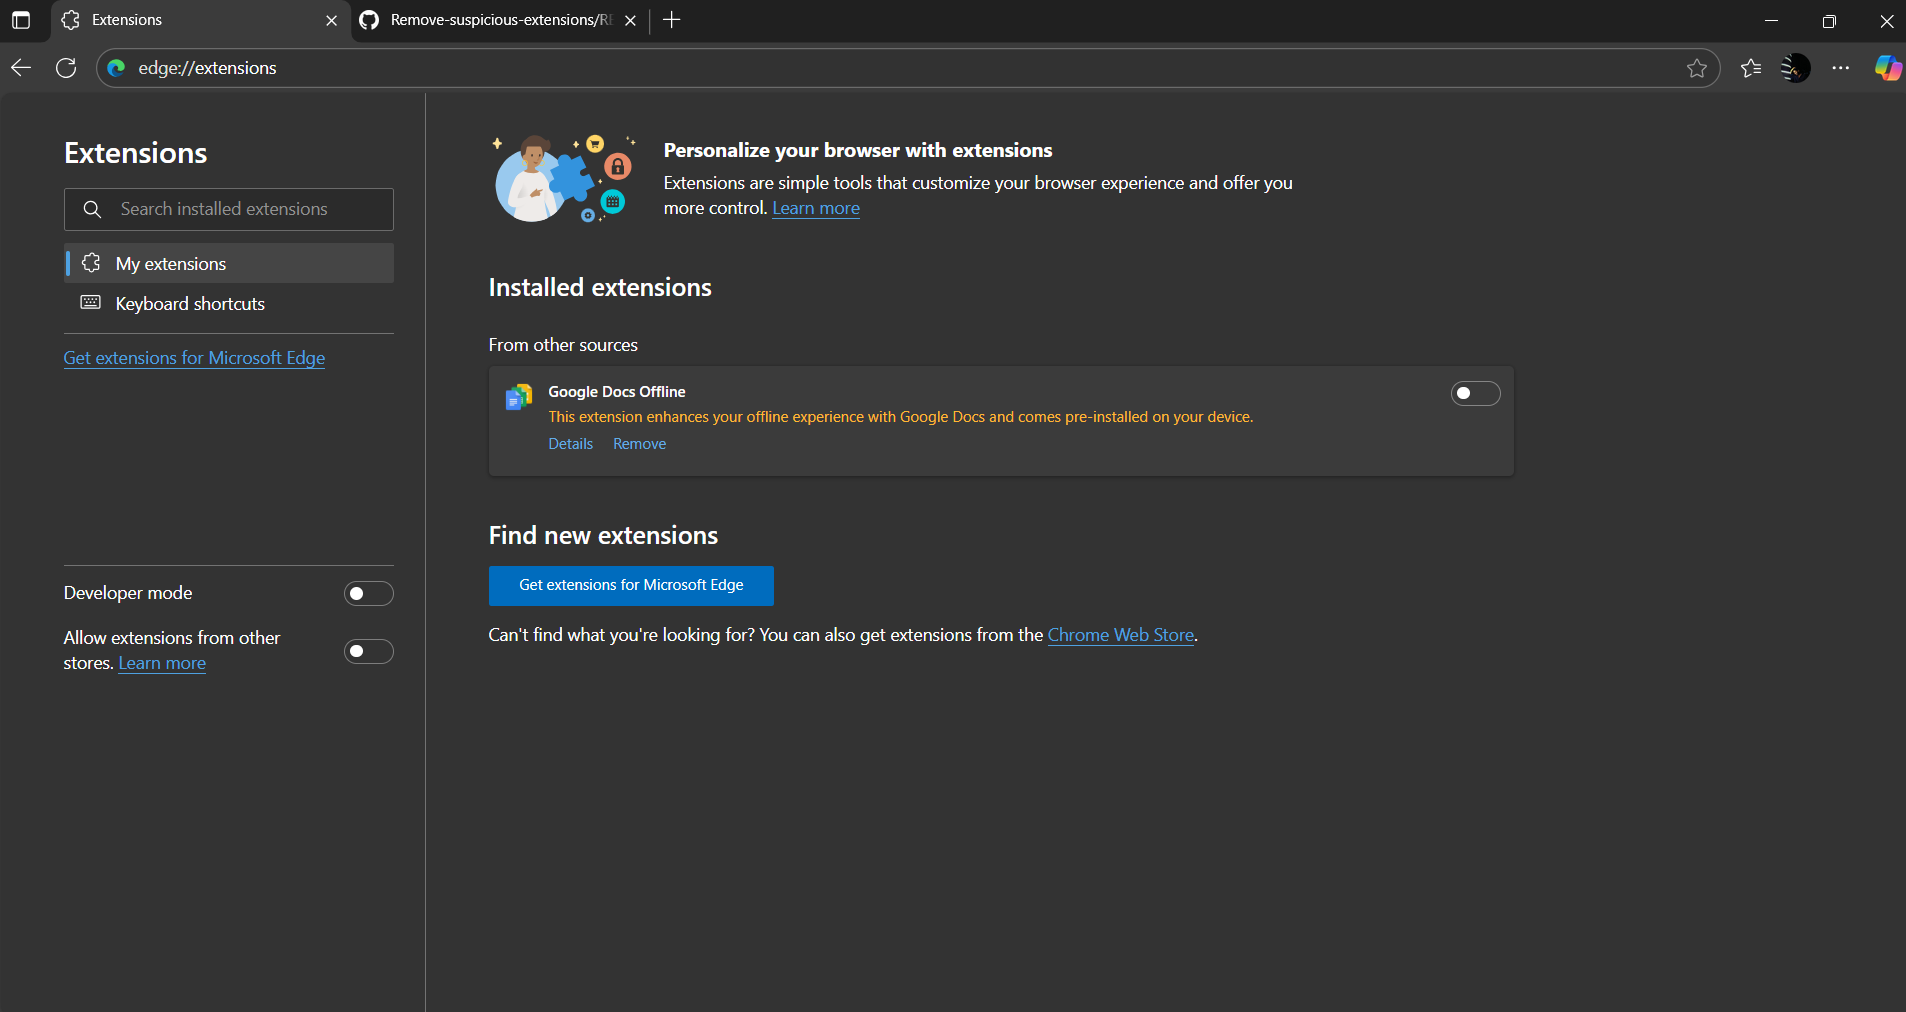 Extensions
Remove-suspicious-extensions/RE
edge://extensions
Extensions
Search installed extensions
My extensions
Keyboard shortcuts
Get extensions for Microsoft Edge
Developer mode
Allow extensions from other
stores. Learn more
Personalize your browser with extensions
Extensions are simple tools that customize your browser experience and offer you
more control. Learn more
Installed extensions
From other sources
Google Docs Offline
This extension enhances your offline experience with Google Docs and comes pre-installed on your device.
Details Remove
Find new extensions
Get extensions for Microsoft Edge
Can't find what you're looking for? You can also get extensions from the Chrome Web Store.